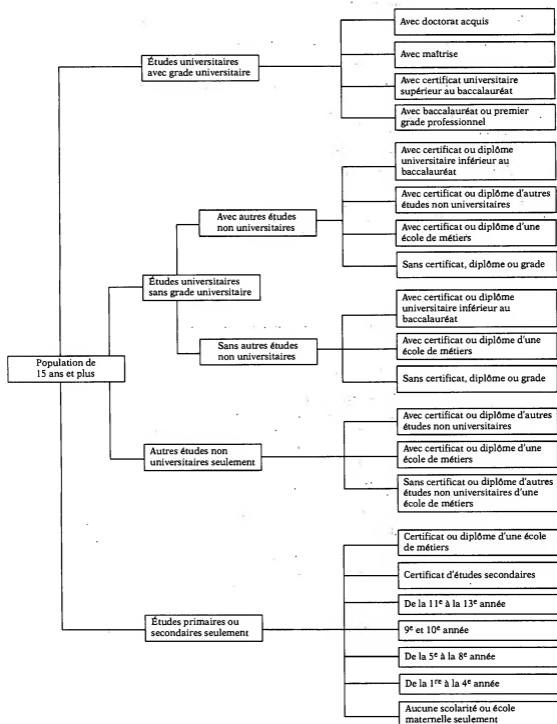 Population de
15 ans et plus
Études universitaires
avec grade universitaire
Avec doctorat acquis
Avec maîtrise
Avec certificat universitaire
supérieur au baccalauréat
Avec baccalauréat ou premier
grade professionnel
Études universitaires
sans grade universitaire
Avec autres études
non universitaires
Avec certificat ou diplôme
universitaire inférieur au
baccalauréat
Avec certificat ou diplôme d'autres
études non universitaires
Avec certificat ou diplôme d'une
école de métiers
Sans certificat, diplôme ou grade
Sans autres études
non universitaires
Avec certificat ou diplôme
universitaire inférieur au
baccalauréat
Avec certificat ou diplôme d'une
école de métiers
Sans certificat, diplôme ou grade
Autres études non
universitaires seulement
Avec certificat ou diplôme d'autres
études non universitaires
Avec certificat ou diplôme d'une
école de métiers
Sans certificat ou diplôme d'autres
études non universitaires d'une
école de métiers
Études primaires ou
secondaires seulement
Certificat ou diplôme d'une école
de métiers
Certificat d'études secondaires
De la 11e à la 13e année
9e et 10e année
De la 5e à la 8e année
De la 1re à la 4e année
Aucune scolarité ou école
maternelle seulement